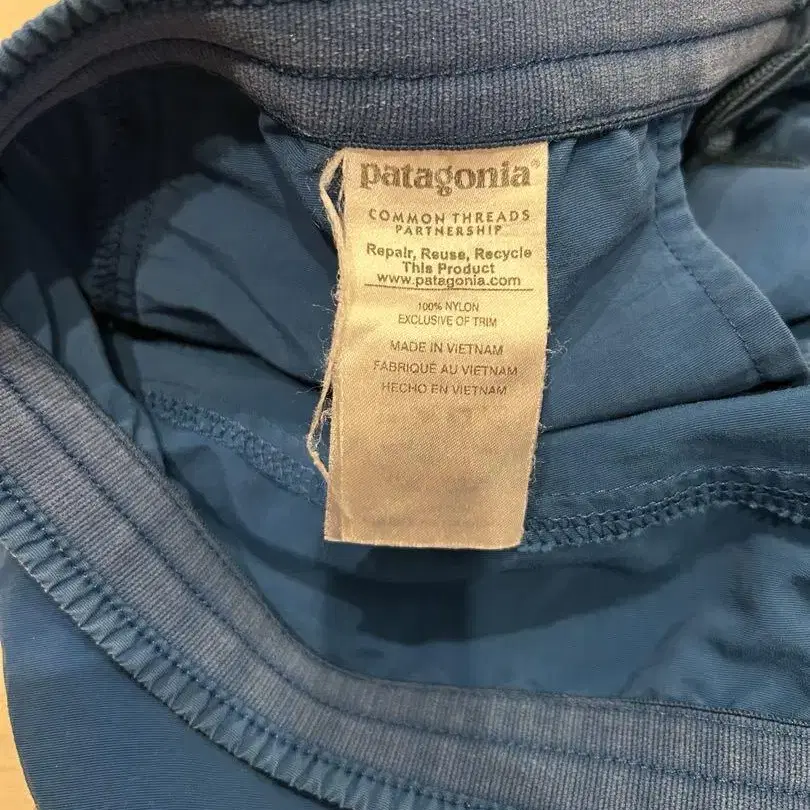 patagonia®
COMMON THREADS
PARTNERSHIP
Repair, Reuse, Recycle
This Product
www.patagonia.com
100% NYLON
EXCLUSIVE OF TRIM
MADE IN VIETNAM
FABRIQUÉ AU VIETNAM
HECHO EN VIETNAM